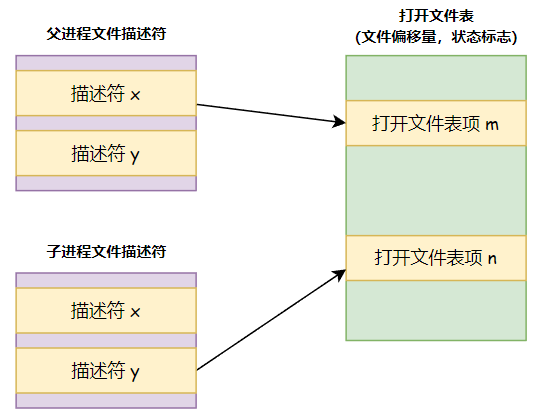 父进程文件描述符
描述符 x
描述符 y
子进程文件描述符
描述符 x
描述符 y
打开文件表
(文件偏移量，状态标志)
打开文件表项 m
打开文件表项 n